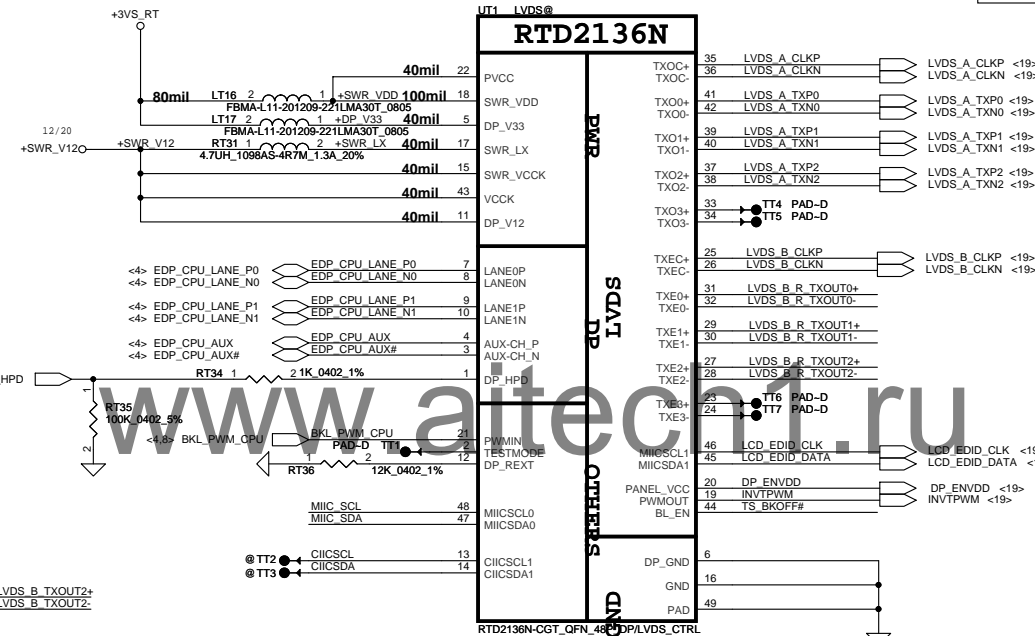 UT1 LVDS@
RTD2136N
+3VS_RT
40mil 22 PVCC
80mil LT16 2 1 +SWR_VDD 100mil 18 SWR_VDD
FBMA-L11-201209-221LMA30T_0805
LT17 2 1 +DP_V33 40mil 5 DP_V33
FBMA-L11-201209-221LMA30T_0805
12/20
+SWR_V12 +SWR_V12 RT31 1 2 +SWR_LX 40mil 17 SWR_LX
4.7UH_1098AS-4R7M_1.3A_20%
40mil 15 SWR_VCCK
40mil 43 VCCK
40mil 11 DP_V12
PWR
<4> EDP_CPU_LANE_P0 EDP_CPU_LANE_P0 7 LANE0P
<4> EDP_CPU_LANE_N0 EDP_CPU_LANE_N0 8 LANE0N
<4> EDP_CPU_LANE_P1 EDP_CPU_LANE_P1 9 LANE1P
<4> EDP_CPU_LANE_N1 EDP_CPU_LANE_N1 10 LANE1N
<4> EDP_CPU_AUX EDP_CPU_AUX 4 AUX-CH_P
<4> EDP_CPU_AUX# EDP_CPU_AUX# 3 AUX-CH_N
_HPD RT34 1 2 1K_0402_1% 1 DP_HPD
DP
LVDS
1 RT35
100K_0402_5%
2
<4,8> BKL_PWM_CPU BKL_PWM_CPU 21 PWMIN
PAD-D TT1 2 TESTMODE
1 2 12 DP_REXT
RT36 12K_0402_1%
OTHERS
MIIC_SCL 48 MIICSCL0
MIIC_SDA 47 MIICSDA0
@TT2 CIICSCL 13 CIICSCL1
@TT3 CIICSDA 14 CIICSDA1
LVDS_B_TXOUT2+
LVDS_B_TXOUT2-
TXOC+ 35 LVDS_A_CLKP LVDS_A_CLKP <19>
TXOC- 36 LVDS_A_CLKN LVDS_A_CLKN <19>
TXO0+ 41 LVDS_A_TXP0 LVDS_A_TXP0 <19>
TXO0- 42 LVDS_A_TXN0 LVDS_A_TXN0 <19>
TXO1+ 39 LVDS_A_TXP1 LVDS_A_TXP1 <19>
TXO1- 40 LVDS_A_TXN1 LVDS_A_TXN1 <19>
TXO2+ 37 LVDS_A_TXP2 LVDS_A_TXP2 <19>
TXO2- 38 LVDS_A_TXN2 LVDS_A_TXN2 <19>
TXO3+ 33 TT4 PAD~D
TXO3- 34 TT5 PAD~D
TXEC+ 25 LVDS_B_CLKP LVDS_B_CLKP <19>
TXEC- 26 LVDS_B_CLKN LVDS_B_CLKN <19>
TXE0+ 31 LVDS_B_R_TXOUT0+
TXE0- 32 LVDS_B_R_TXOUT0-
TXE1+ 29 LVDS_B_R_TXOUT1+
TXE1- 30 LVDS_B_R_TXOUT1-
TXE2+ 27 LVDS_B_R_TXOUT2+
TXE2- 28 LVDS_B_R_TXOUT2-
TXE3+ 23 TT6 PAD~D
TXE3- 24 TT7 PAD~D
MIICSCL1 46 LCD_EDID_CLK LCD_EDID_CLK <19
MIICSDA1 45 LCD_EDID_DATA LCD_EDID_DATA <
PANEL_VCC 20 DP_ENVDD DP_ENVDD <19>
PWMOUT 19 INVTPWM INVTPWM <19>
BL_EN 44 TS_BKOFF#
DP_GND 6
GND 16
PAD 49
GND
RTD2136N-CGT_QFN_48P_DP/LVDS_CTRL
www.aitech1.ru